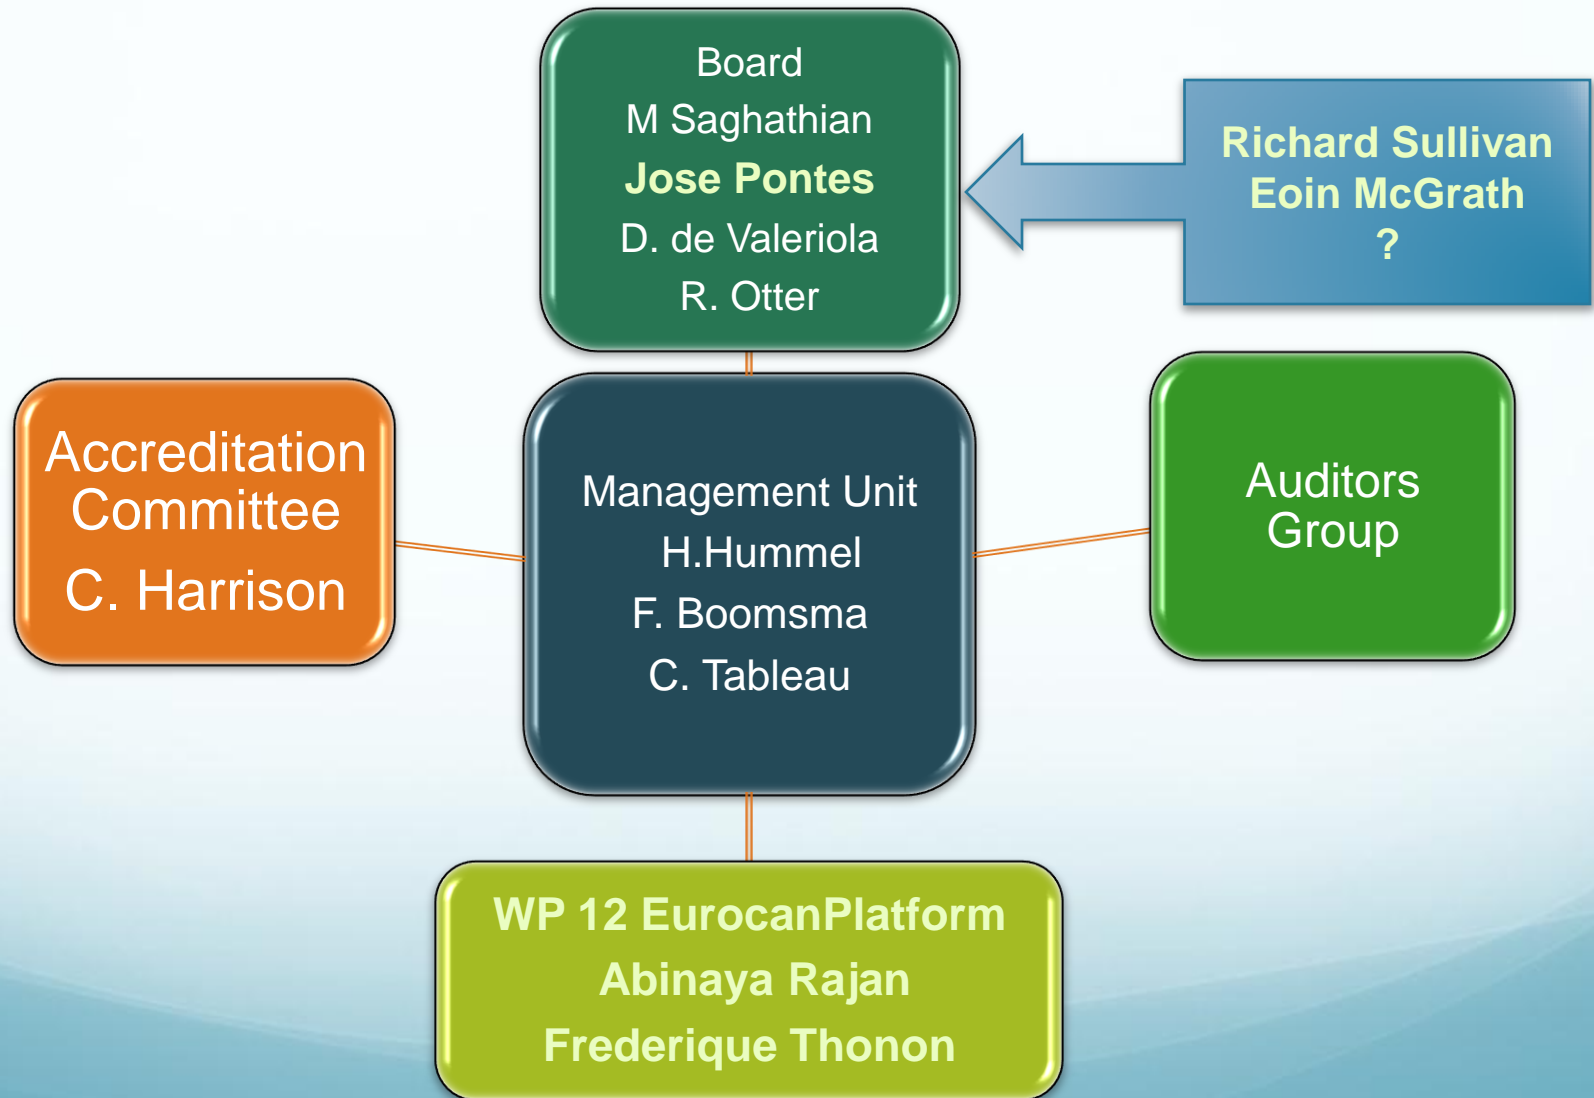 Board
M Saghathian
Jose Pontes
D. de Valeriola
R. Otter
Richard Sullivan
Eoin McGrath
?
Accreditation
Committee
C. Harrison
Management Unit
H.Hummel
F. Boomsma
C. Tableau
Auditors
Group
WP 12 EurocanPlatform
Abinaya Rajan
Frederique Thonon